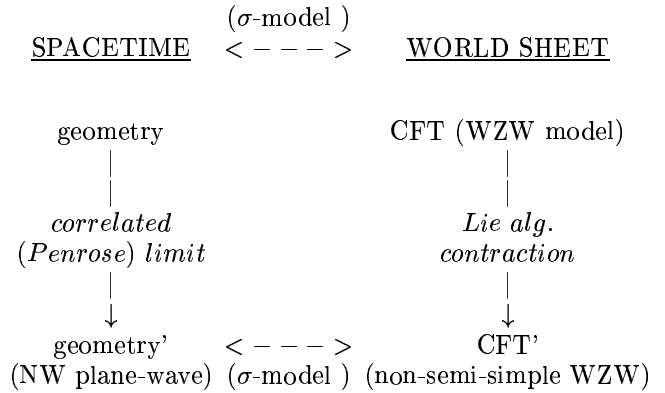 (σ-model )
SPACETIME < − − − > WORLD SHEET
geometry CFT (WZW model)
correlated Lie alg.
(Penrose) limit contraction
geometry' < − − − > CFT'
(NW plane-wave) (σ-model ) (non-semi-simple WZW)